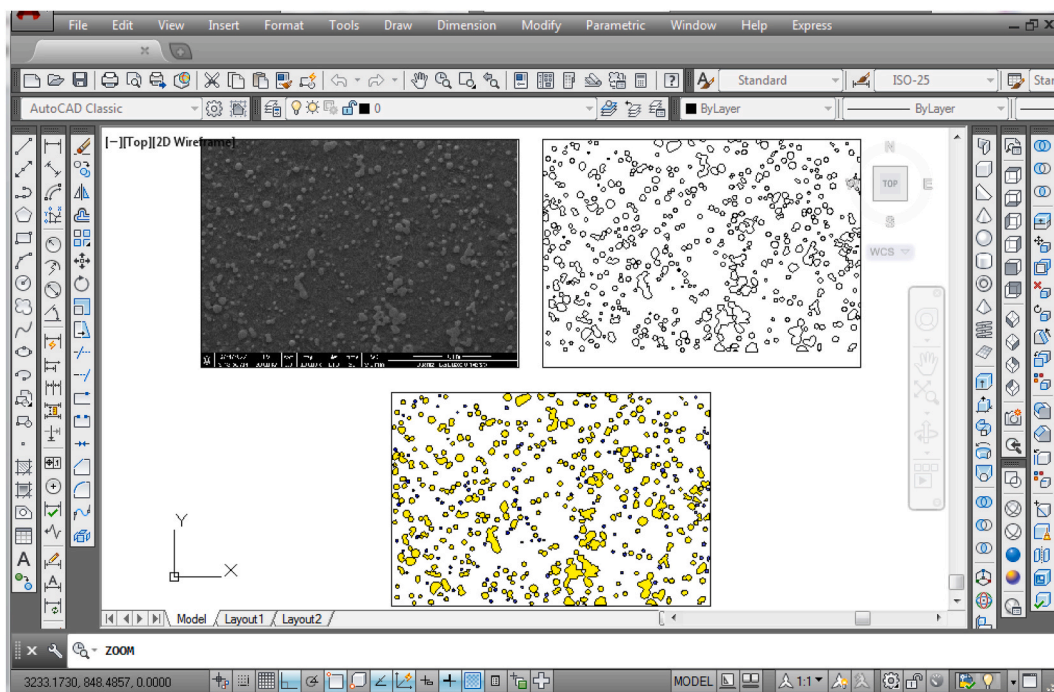 File Edit View Insert Format Tools Draw Dimension Modify Parametric Window Help Express
Standard ISO-25 Star
AutoCAD Classic 0 ByLayer ByLayer
[−][Top][2D Wireframe]
N
TOP E
S
WCS
Y
X
Model Layout1 Layout2
ZOOM
3233.1730, 848.4857, 0.0000 MODEL 1:1